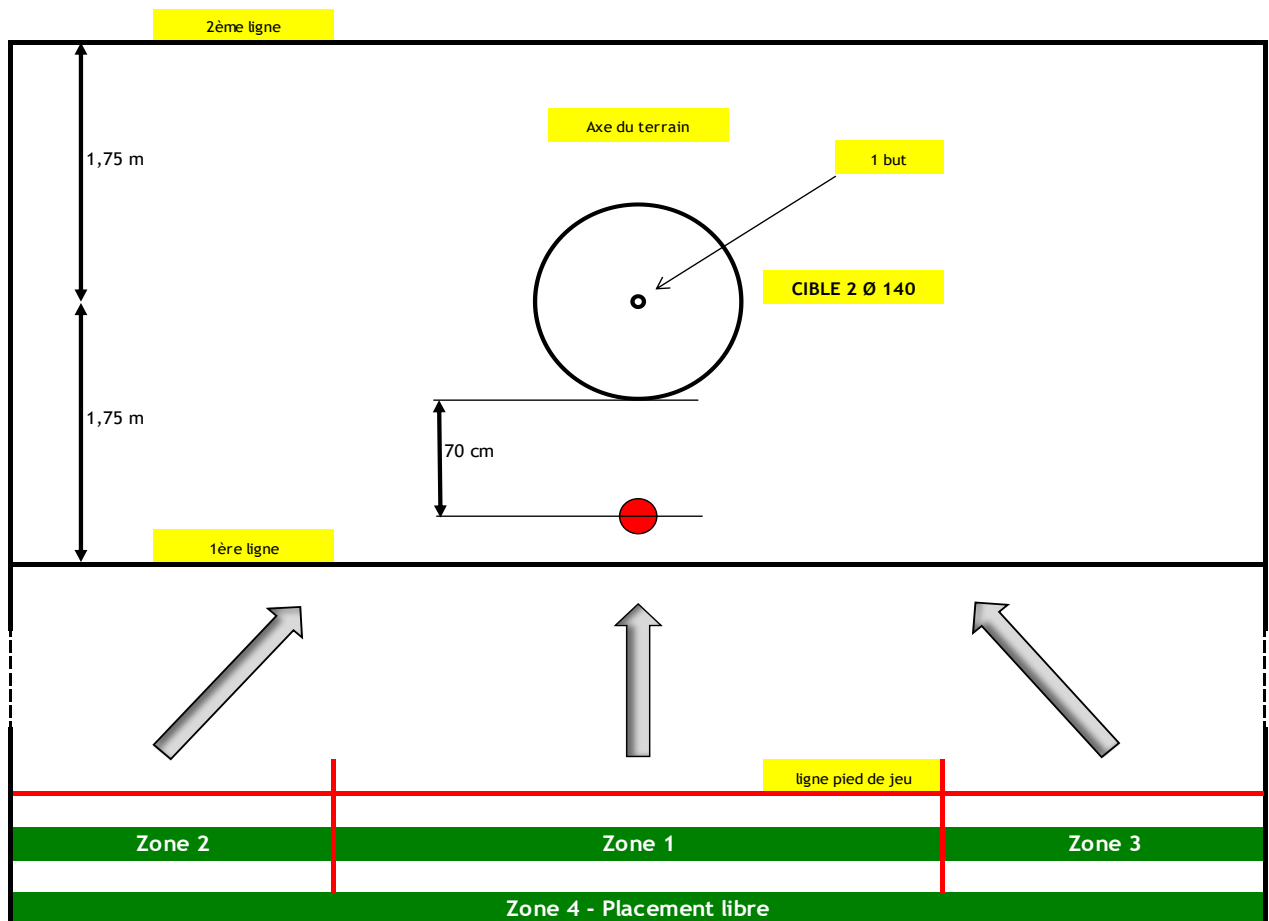 2ème ligne
Axe du terrain
1,75 m
1 but
CIBLE 2 Ø 140
1,75 m
70 cm
1ère ligne
ligne pied de jeu
Zone 2
Zone 1
Zone 3
Zone 4 - Placement libre